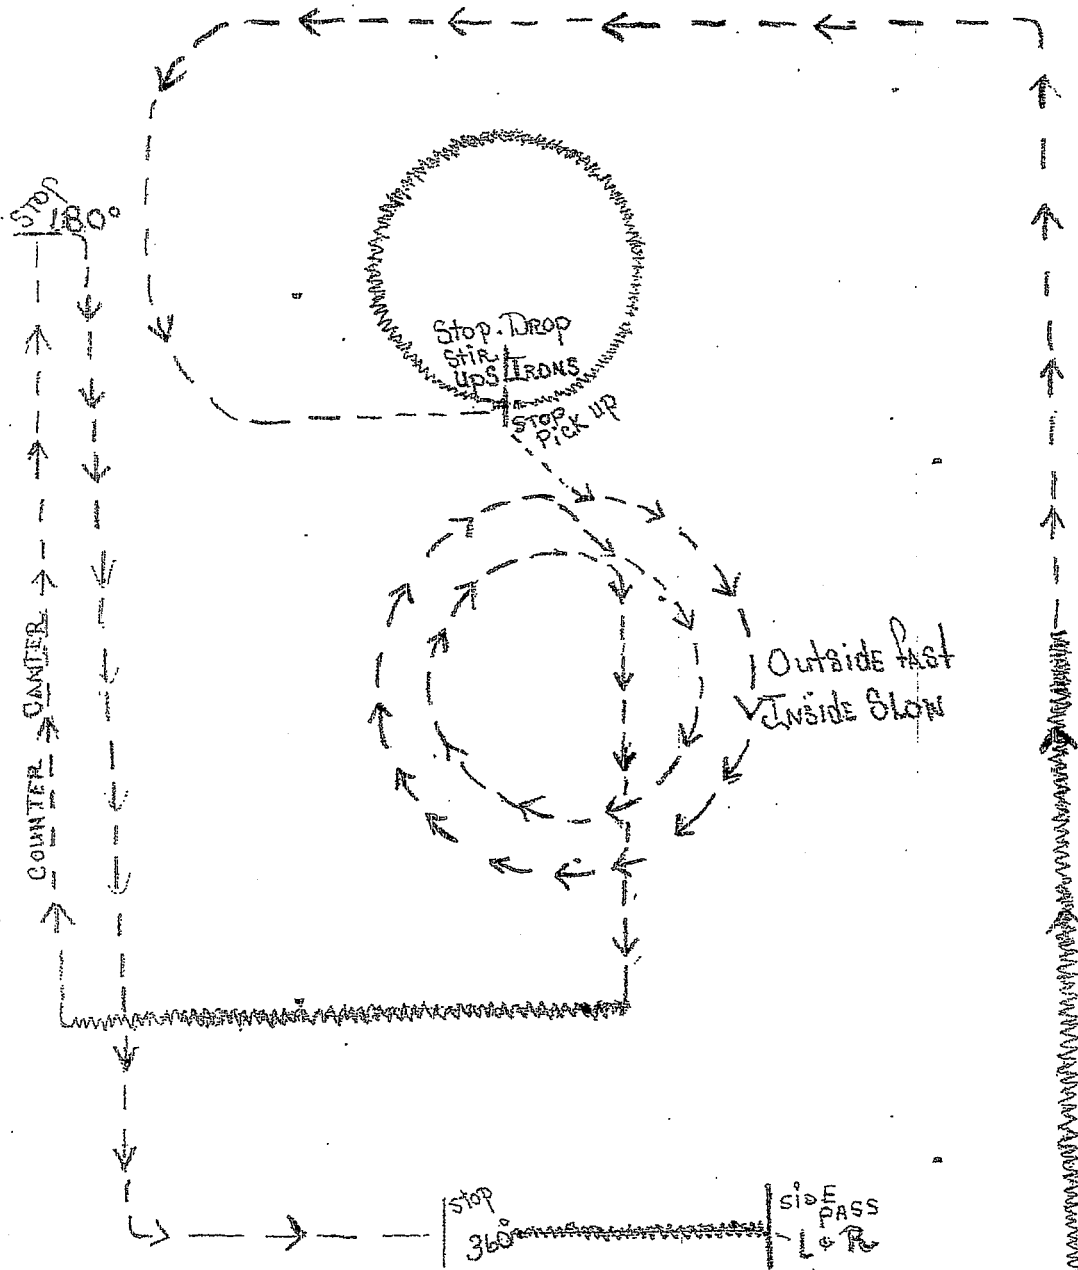 STOP
180°
Stop. DROP
STIR
UPS IRONS
STOP
PICK UP
OUTSIDE FAST
INSIDE SLOW
COUNTER CANTER
Stop
360°
SIDE
PASS
L & R